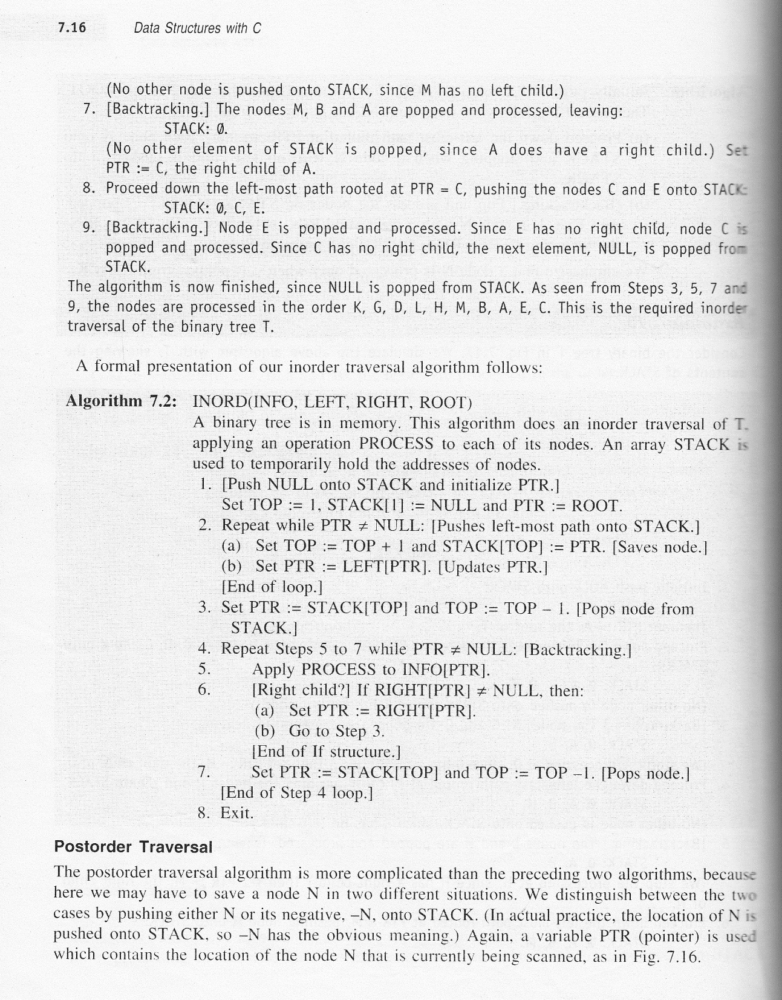 7.16 Data Structures with C
(No other node is pushed onto STACK, since M has no left child.)
7. [Backtracking.] The nodes M, B and A are popped and processed, leaving:
STACK: Ø.
(No other element of STACK is popped, since A does have a right child.) Set
PTR := C, the right child of A.
8. Proceed down the left-most path rooted at PTR = C, pushing the nodes C and E onto STACK:
STACK: Ø, C, E.
9. [Backtracking.] Node E is popped and processed. Since E has no right child, node C is
popped and processed. Since C has no right child, the next element, NULL, is popped from
STACK.
The algorithm is now finished, since NULL is popped from STACK. As seen from Steps 3, 5, 7 and
9, the nodes are processed in the order K, G, D, L, H, M, B, A, E, C. This is the required inorder
traversal of the binary tree T.
A formal presentation of our inorder traversal algorithm follows:
Algorithm 7.2: INORD(INFO, LEFT, RIGHT, ROOT)
A binary tree is in memory. This algorithm does an inorder traversal of T.
applying an operation PROCESS to each of its nodes. An array STACK is
used to temporarily hold the addresses of nodes.
1. [Push NULL onto STACK and initialize PTR.]
Set TOP := 1, STACK[1] := NULL and PTR := ROOT.
2. Repeat while PTR ≠ NULL: [Pushes left-most path onto STACK.]
(a) Set TOP := TOP + 1 and STACK[TOP] := PTR. [Saves node.]
(b) Set PTR := LEFT[PTR]. [Updates PTR.]
[End of loop.]
3. Set PTR := STACK[TOP] and TOP := TOP – 1. [Pops node from
STACK.]
4. Repeat Steps 5 to 7 while PTR ≠ NULL: [Backtracking.]
5. Apply PROCESS to INFO[PTR].
6. [Right child?] If RIGHT[PTR] ≠ NULL, then:
(a) Set PTR := RIGHT[PTR].
(b) Go to Step 3.
[End of If structure.]
7. Set PTR := STACK[TOP] and TOP := TOP –1. [Pops node.]
[End of Step 4 loop.]
8. Exit.
Postorder Traversal
The postorder traversal algorithm is more complicated than the preceding two algorithms, because
here we may have to save a node N in two different situations. We distinguish between the two
cases by pushing either N or its negative, –N, onto STACK. (In actual practice, the location of N is
pushed onto STACK, so –N has the obvious meaning.) Again, a variable PTR (pointer) is used
which contains the location of the node N that is currently being scanned, as in Fig. 7.16.